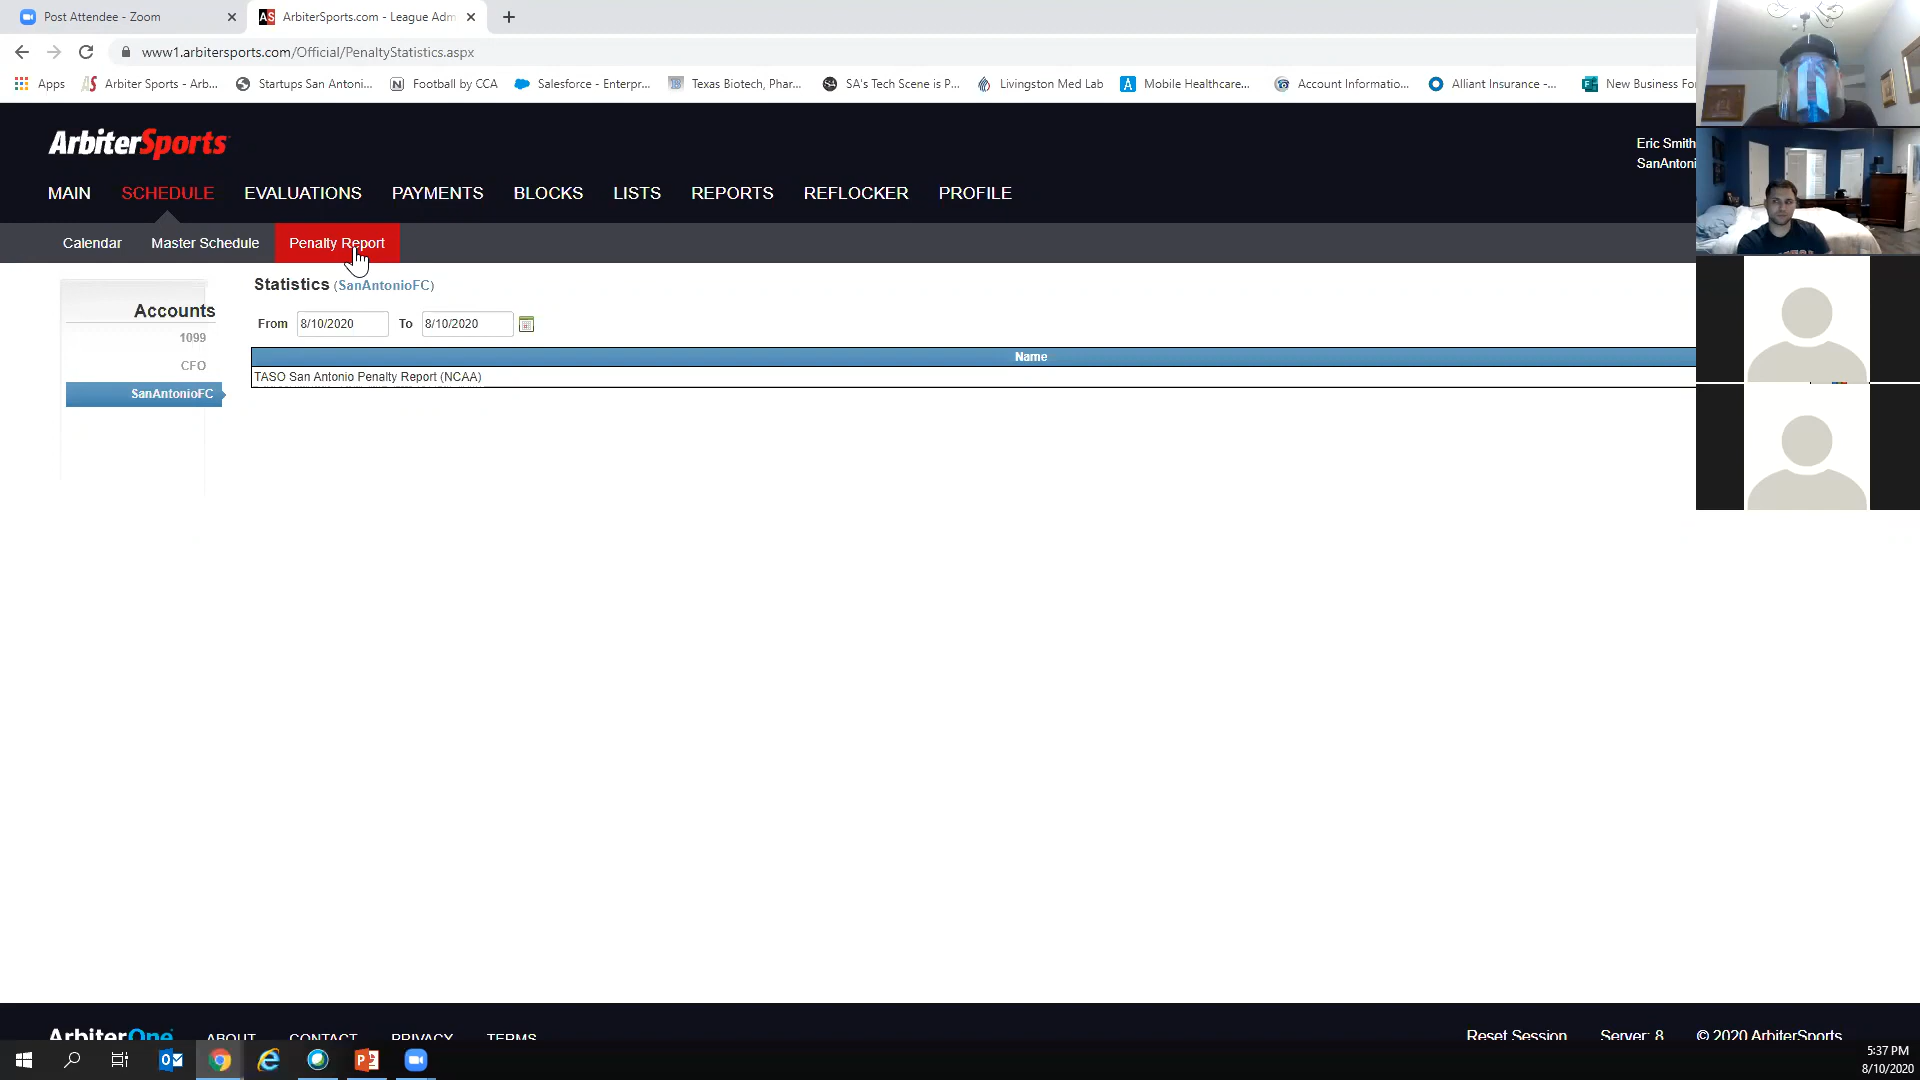 Post Attendee - Zoom
AS ArbiterSports.com - League Adm
www1.arbitersports.com/Official/PenaltyStatistics.aspx
Apps
Arbiter Sports - Arb...
Startups San Antoni...
Football by CCA
Salesforce - Enterpr...
Texas Biotech, Phar...
SA's Tech Scene is P...
Livingston Med Lab
Mobile Healthcare...
Account Informatio...
Alliant Insurance -...
New Business Fo
ArbiterSports
Eric Smith
SanAntoni
MAIN SCHEDULE EVALUATIONS PAYMENTS BLOCKS LISTS REPORTS REFLOCKER PROFILE
Calendar Master Schedule Penalty Report
Accounts
1099
CFO
SanAntonioFC
Statistics (SanAntonioFC)
From 8/10/2020 To 8/10/2020
Name
TASO San Antonio Penalty Report (NCAA)
ArbiterOne ABOUT CONTACT PRIVACY TERMS
Reset Session Server: 8 © 2020 ArbiterSports
5:37 PM
8/10/2020